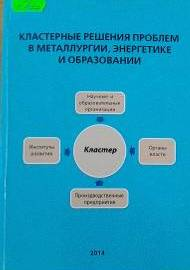 КЛАСТЕРНЫЕ РЕШЕНИЯ ПРОБЛЕМ
В МЕТАЛЛУРГИИ, ЭНЕРГЕТИКЕ
И ОБРАЗОВАНИИ
Научные и
образовательные
организации
Институты
развития
Кластер
Органы
власти
Производственные
предприятия
2014